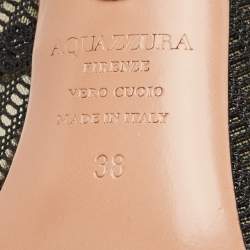 AQUAZZURA
FIRENZE
VERO CUOIO
MADE IN ITALY
38